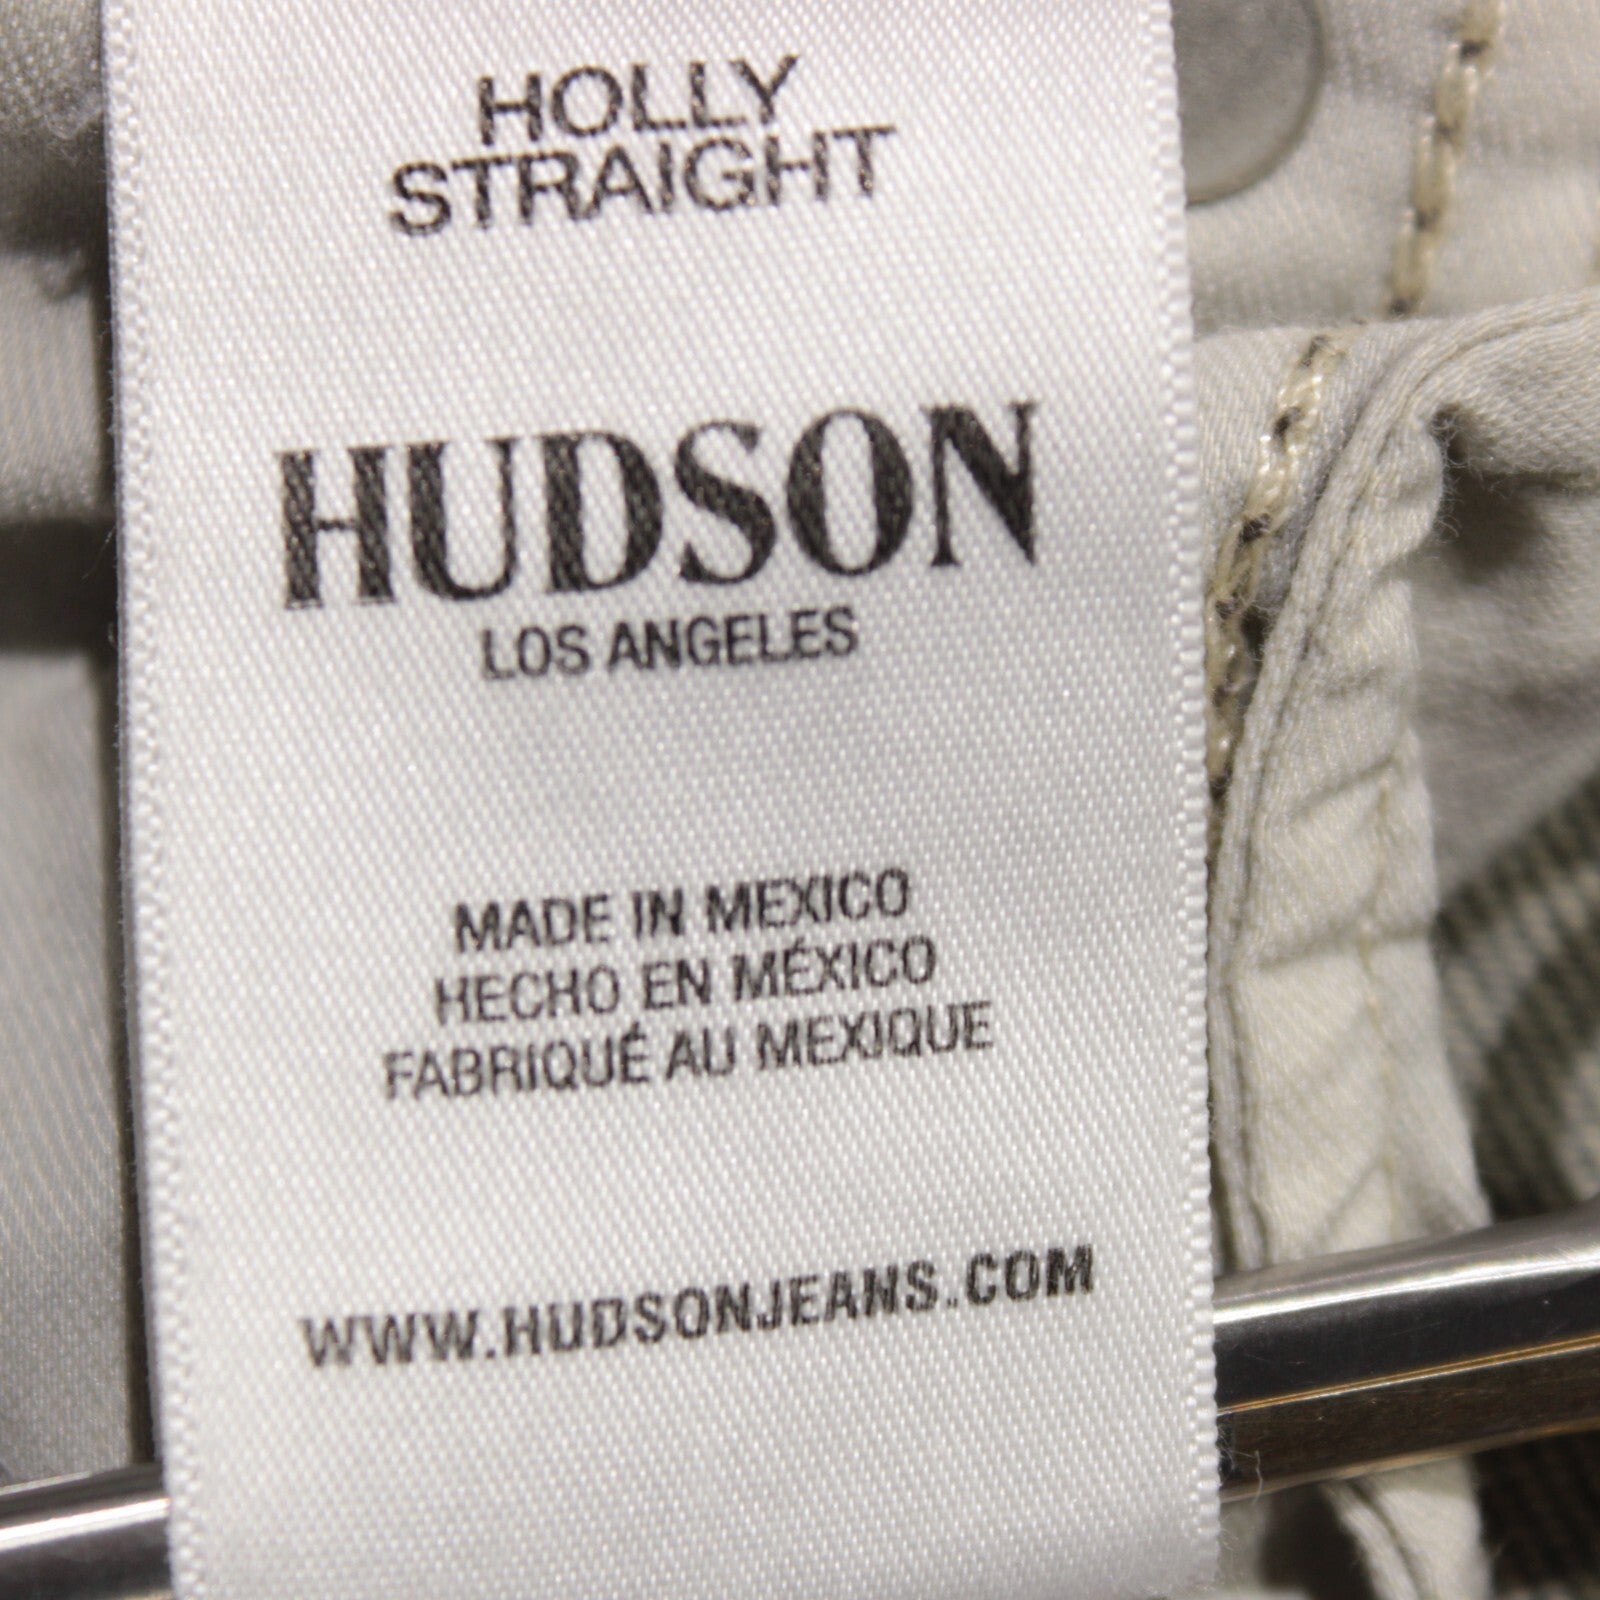 HOLLY
STRAIGHT
HUDSON
LOS ANGELES
MADE IN MEXICO
HECHO EN MÉXICO
FABRIQUÉ AU MEXIQUE
WWW.HUDSONJEANS.COM